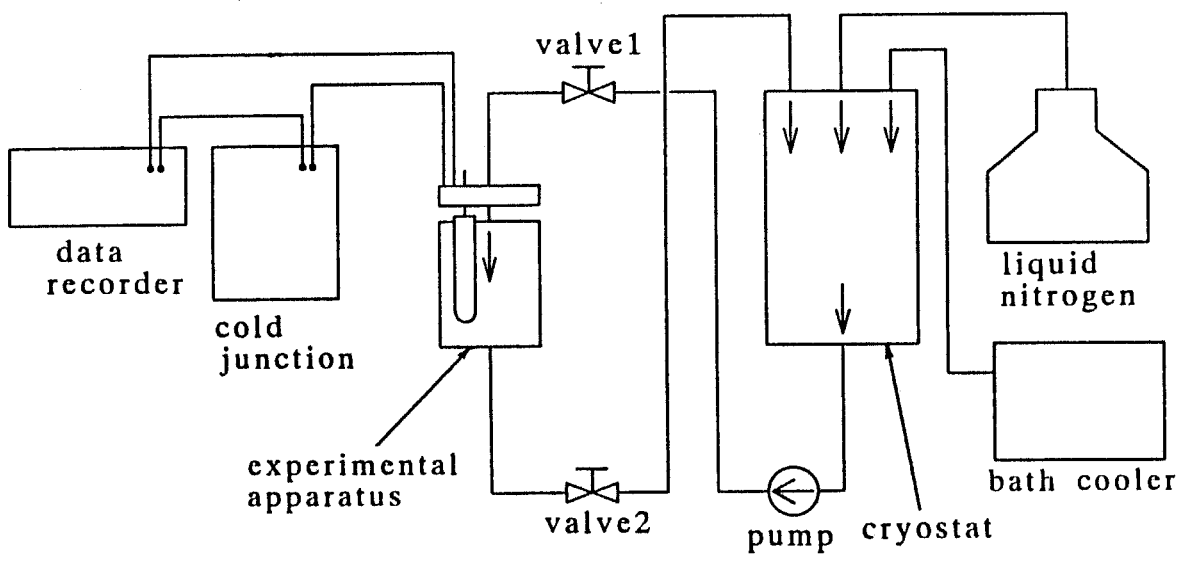 valve1
data
recorder
cold
junction
liquid
nitrogen
experimental
apparatus
valve2
pump
cryostat
bath cooler